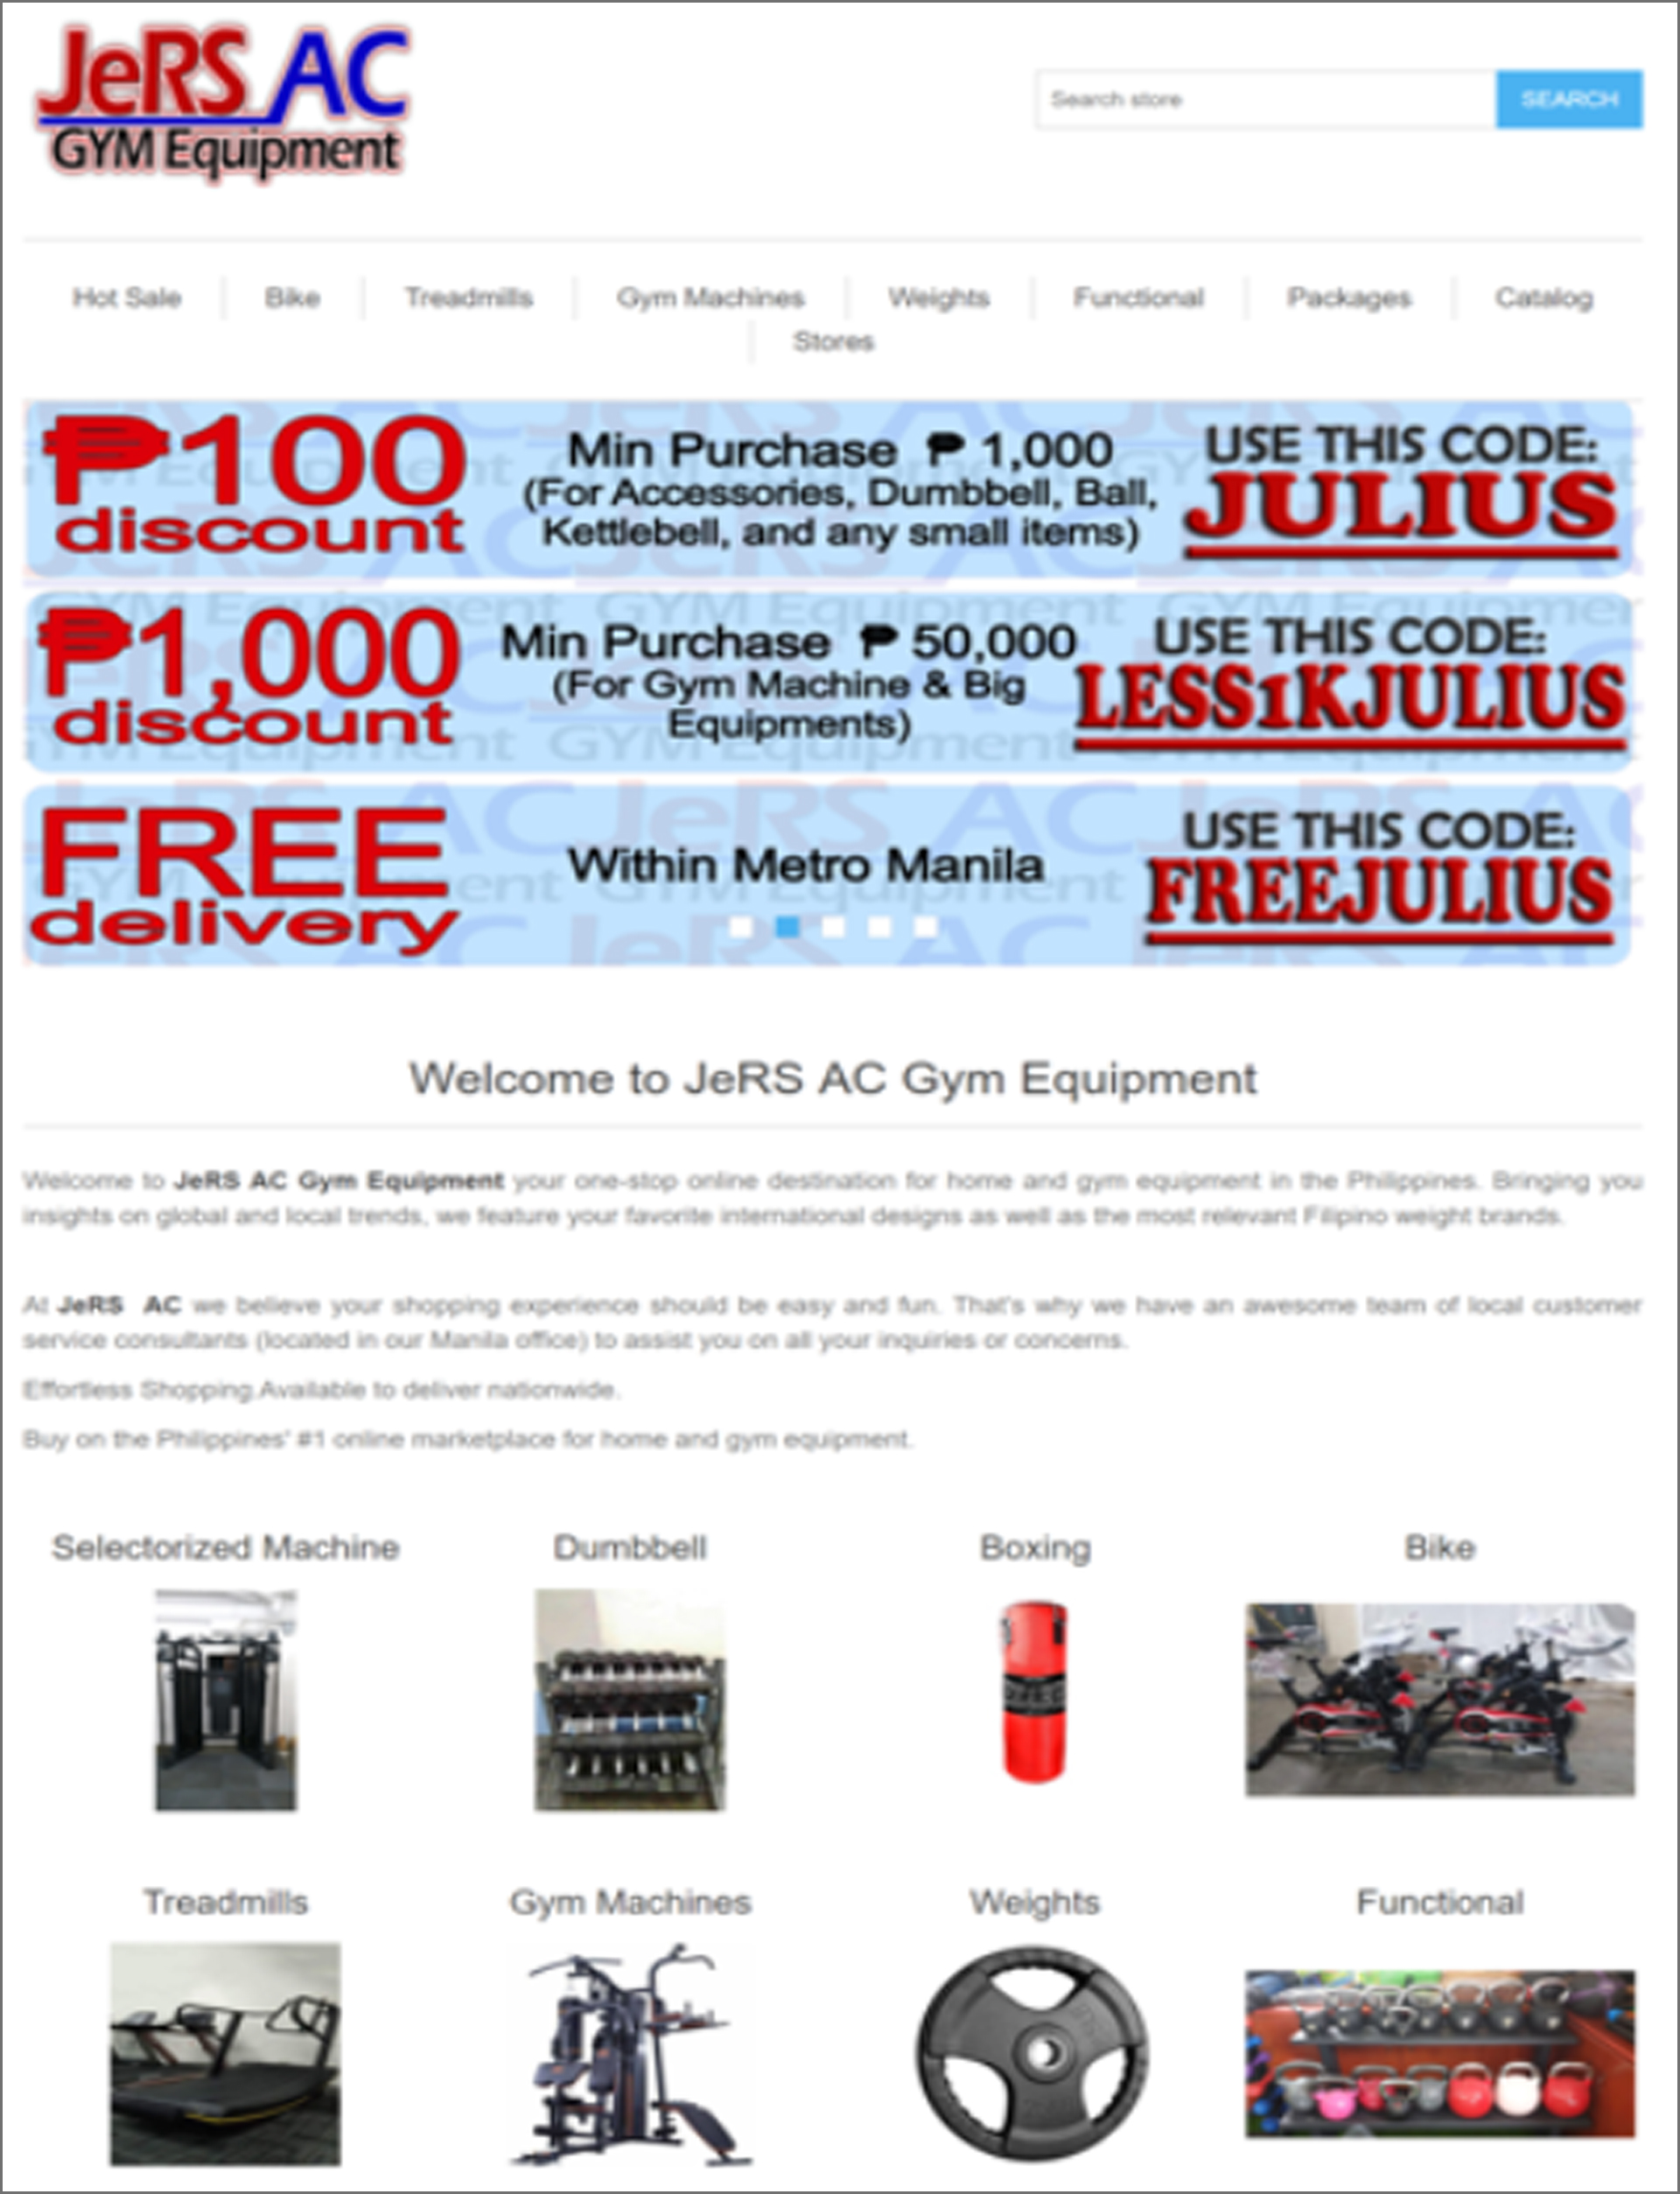 JeRS AC
GYM Equipment
Search store
SEARCH
Hot Sale
Bike
Treadmills
Gym Machines
Weights
Functional
Packages
Catalog
Stores
₱100
discount
Min Purchase ₱ 1,000
(For Accessories, Dumbbell, Ball,
Kettlebell, and any small items)
USE THIS CODE:
JULIUS
₱1,000
discount
Min Purchase ₱ 50,000
(For Gym Machine & Big
Equipments)
USE THIS CODE:
LESS1KJULIUS
FREE
delivery
Within Metro Manila
USE THIS CODE:
FREEJULIUS
Welcome to JeRS AC Gym Equipment
Welcome to JeRS AC Gym Equipment your one-stop online destination for home and gym equipment in the Philippines. Bringing you
insights on global and local trends, we feature your favorite international designs as well as the most relevant Filipino weight brands.
At JeRS AC we believe your shopping experience should be easy and fun. That's why we have an awesome team of local customer
service consultants (located in our Manila office) to assist you on all your inquiries or concerns.
Effortless Shopping.Available to deliver nationwide.
Buy on the Philippines' #1 online marketplace for home and gym equipment.
Selectorized Machine
Dumbbell
Boxing
Bike
Treadmills
Gym Machines
Weights
Functional